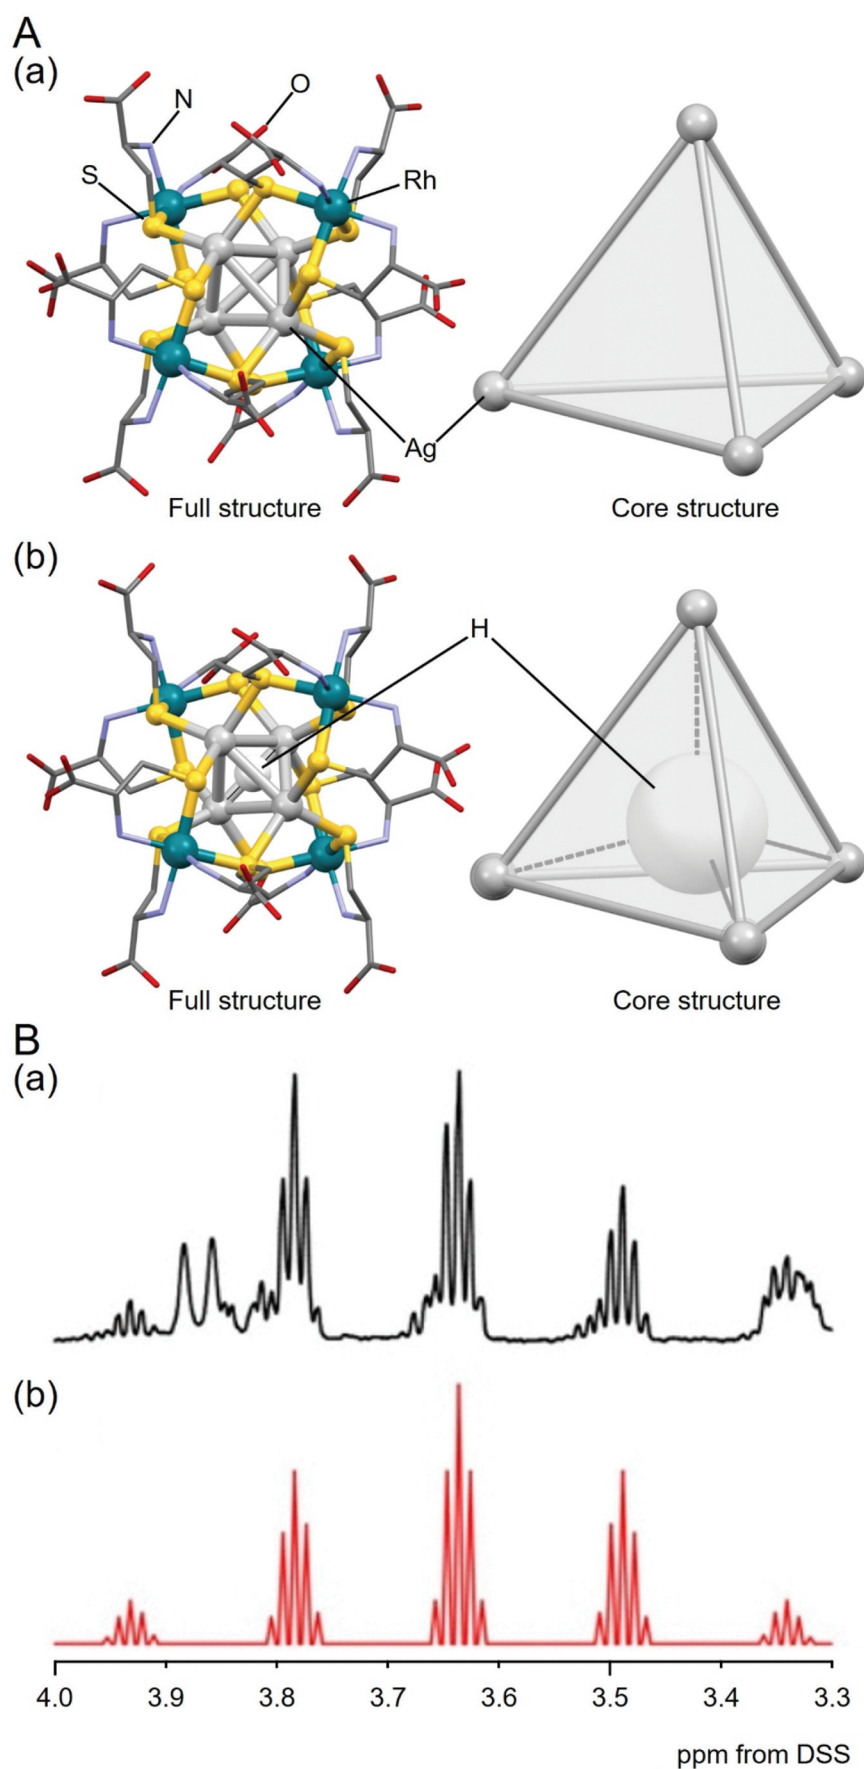 A
(a)
N
O
S
Rh
Ag
Full structure
Core structure
(b)
H
Full structure
Core structure
B
(a)
(b)
4.0 3.9 3.8 3.7 3.6 3.5 3.4 3.3
ppm from DSS